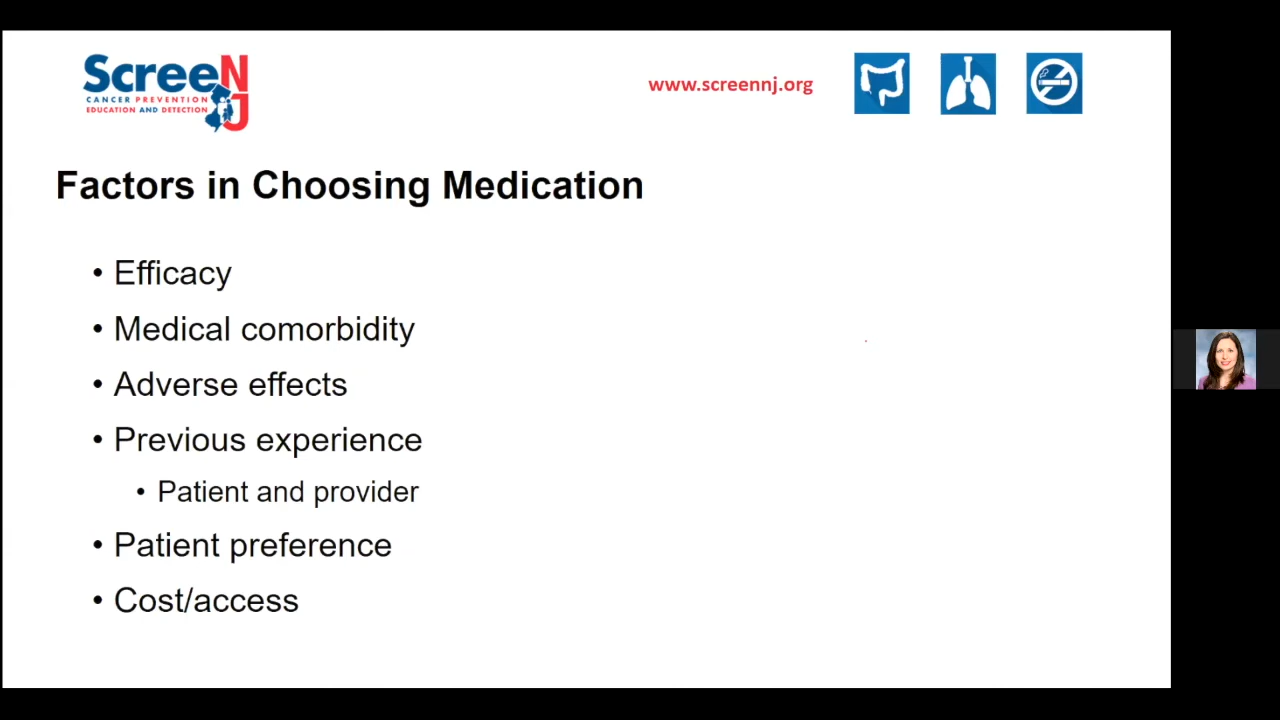 ScreeNJ
CANCER PREVENTION
EDUCATION AND DETECTION
www.screennj.org
Factors in Choosing Medication
• Efficacy
• Medical comorbidity
• Adverse effects
• Previous experience
• Patient and provider
• Patient preference
• Cost/access